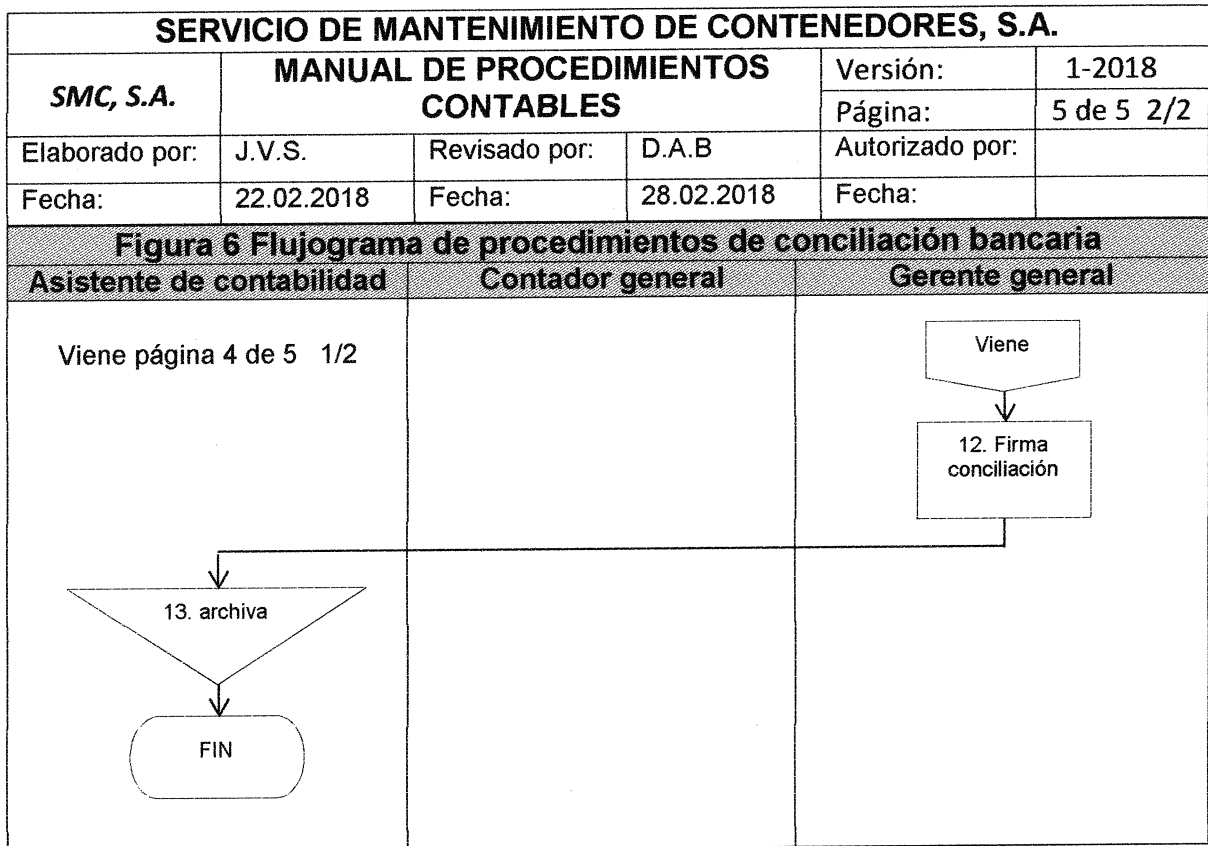 SERVICIO DE MANTENIMIENTO DE CONTENEDORES, S.A.
SMC, S.A.
MANUAL DE PROCEDIMIENTOS
CONTABLES
Versión: 1-2018
Página: 5 de 5 2/2
Elaborado por: J.V.S. Revisado por: D.A.B Autorizado por:
Fecha: 22.02.2018 Fecha: 28.02.2018 Fecha:
Figura 6 Flujograma de procedimientos de conciliación bancaria
Asistente de contabilidad Contador general Gerente general
Viene página 4 de 5 1/2
Viene
12. Firma
conciliación
13. archiva
FIN